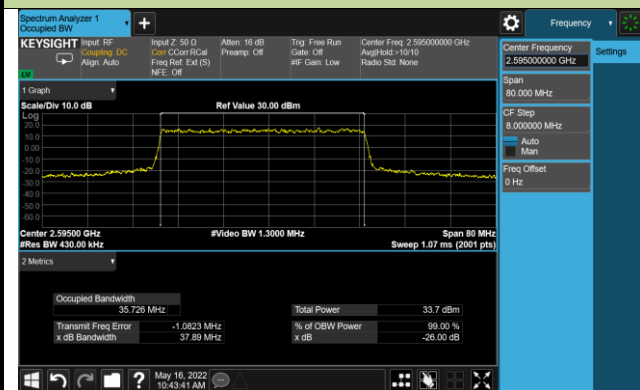 Spectrum Analyzer 1
Occupied BW
+
Frequency
KEYSIGHT
Input: RF
Coupling: DC
Align: Auto
Input Z: 50 Ω
Corr CCorr RCal
Freq Ref: Ext (S)
NFE: Off
Atten: 16 dB
Preamp: Off
Trig: Free Run
Gate: Off
#IF Gain: Low
Center Freq: 2.595000000 GHz
Avg|Hold:>10/10
Radio Std: None
LU
Center Frequency
2.595000000 GHz
Settings
Span
80.000 MHz
CF Step
8.000000 MHz
Auto
Man
Freq Offset
0 Hz
1 Graph
Scale/Div 10.0 dB
Ref Value 30.00 dBm
Log
20.0
10.0
0.00
-10.0
-20.0
-30.0
-40.0
-50.0
-60.0
Center 2.59500 GHz
#Video BW 1.3000 MHz
Span 80 MHz
#Res BW 430.00 kHz
Sweep 1.07 ms (2001 pts)
2 Metrics
Occupied Bandwidth
35.726 MHz
Total Power
33.7 dBm
Transmit Freq Error
-1.0823 MHz
% of OBW Power
99.00 %
x dB Bandwidth
37.89 MHz
x dB
-26.00 dB
?
May 16, 2022
10:43:41 AM